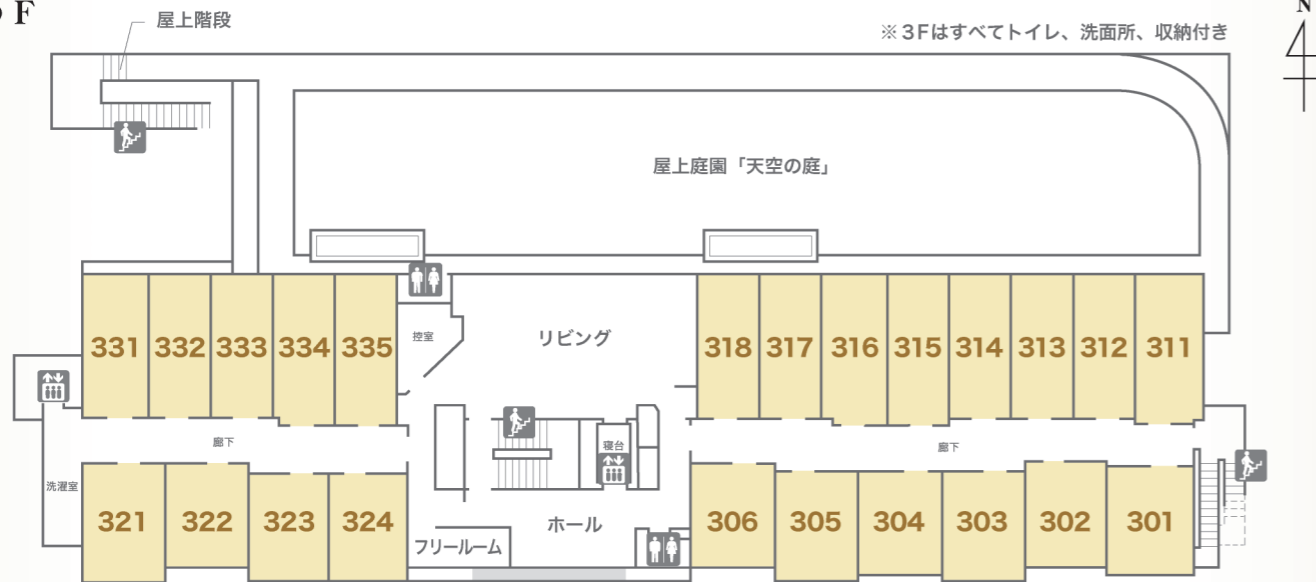 F
屋上階段
※3Fはすべてトイレ、洗面所、収納付き
N
屋上庭園「天空の庭」
331 332 333 334 335
控室
リビング
318 317 316 315 314 313 312 311
廊下
寝台
廊下
洗濯室
321 322 323 324
フリールーム
ホール
306 305 304 303 302 301